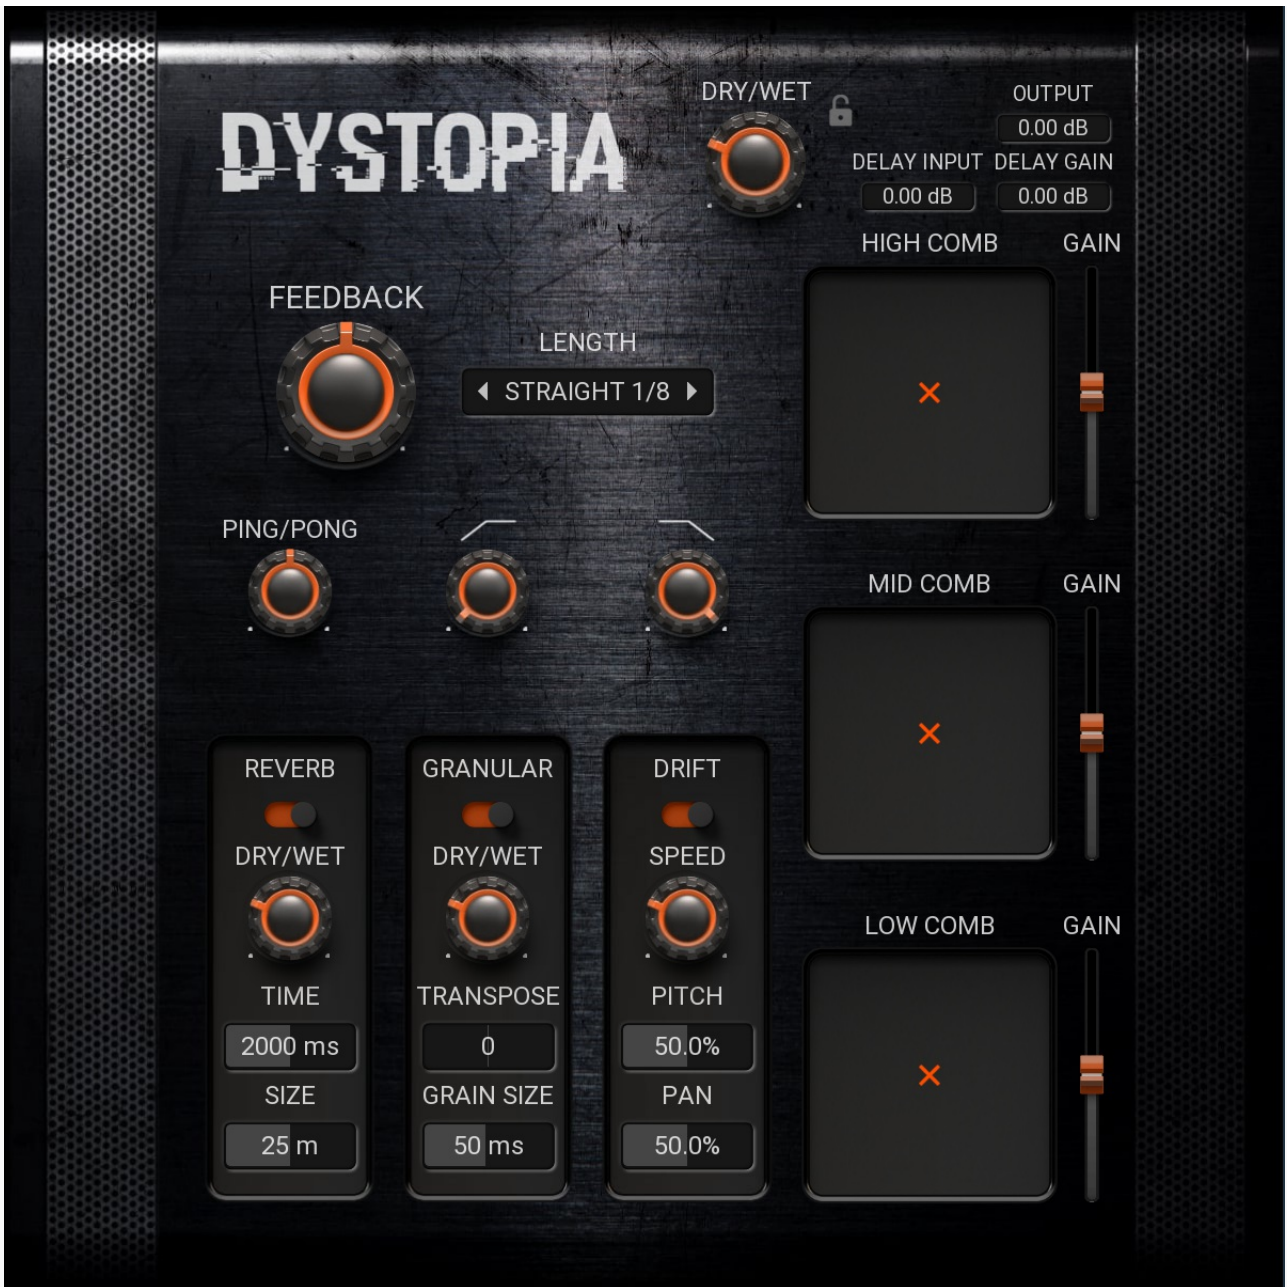 DYSTOPIA
DRY/WET
OUTPUT
0.00 dB
DELAY INPUT
DELAY GAIN
0.00 dB
0.00 dB
HIGH COMB
GAIN
FEEDBACK
LENGTH
STRAIGHT 1/8
PING/PONG
MID COMB
GAIN
REVERB
DRY/WET
TIME
2000 ms
SIZE
25 m
GRANULAR
DRY/WET
TRANSPOSE
0
GRAIN SIZE
50 ms
DRIFT
SPEED
PITCH
50.0%
PAN
50.0%
LOW COMB
GAIN